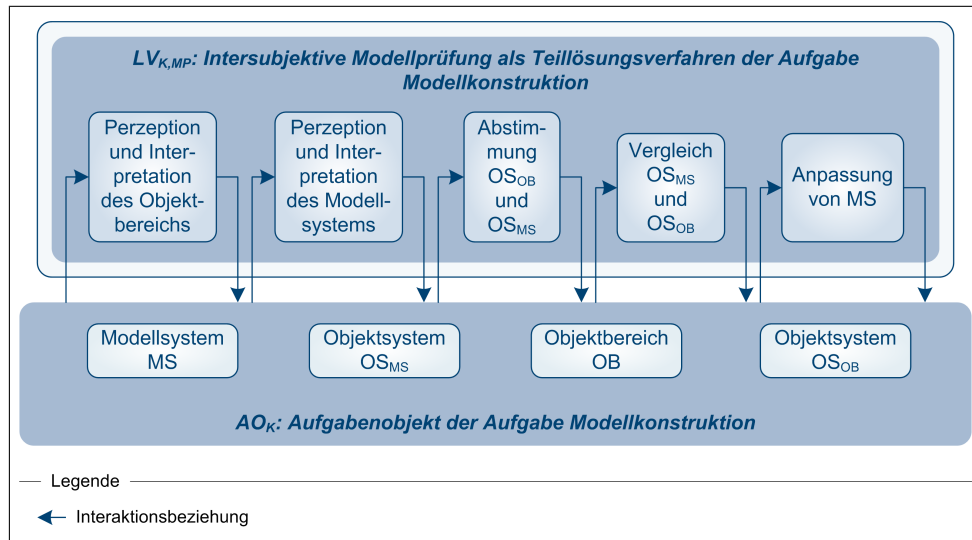 LVK,MP: Intersubjektive Modellprüfung als Teillösungsverfahren der Aufgabe
Modellkonstruktion
Perzeption
und Inter-
pretation
des Objekt-
bereichs
Perzeption
und Inter-
pretation
des Modell-
systems
Abstim-
mung
OSOB
und
OSMS
Vergleich
OSMS
und
OSOB
Anpassung
von MS
Modellsystem
MS
Objektsystem
OSMS
Objektbereich
OB
Objektsystem
OSOB
AOK: Aufgabenobjekt der Aufgabe Modellkonstruktion
Legende
Interaktionsbeziehung